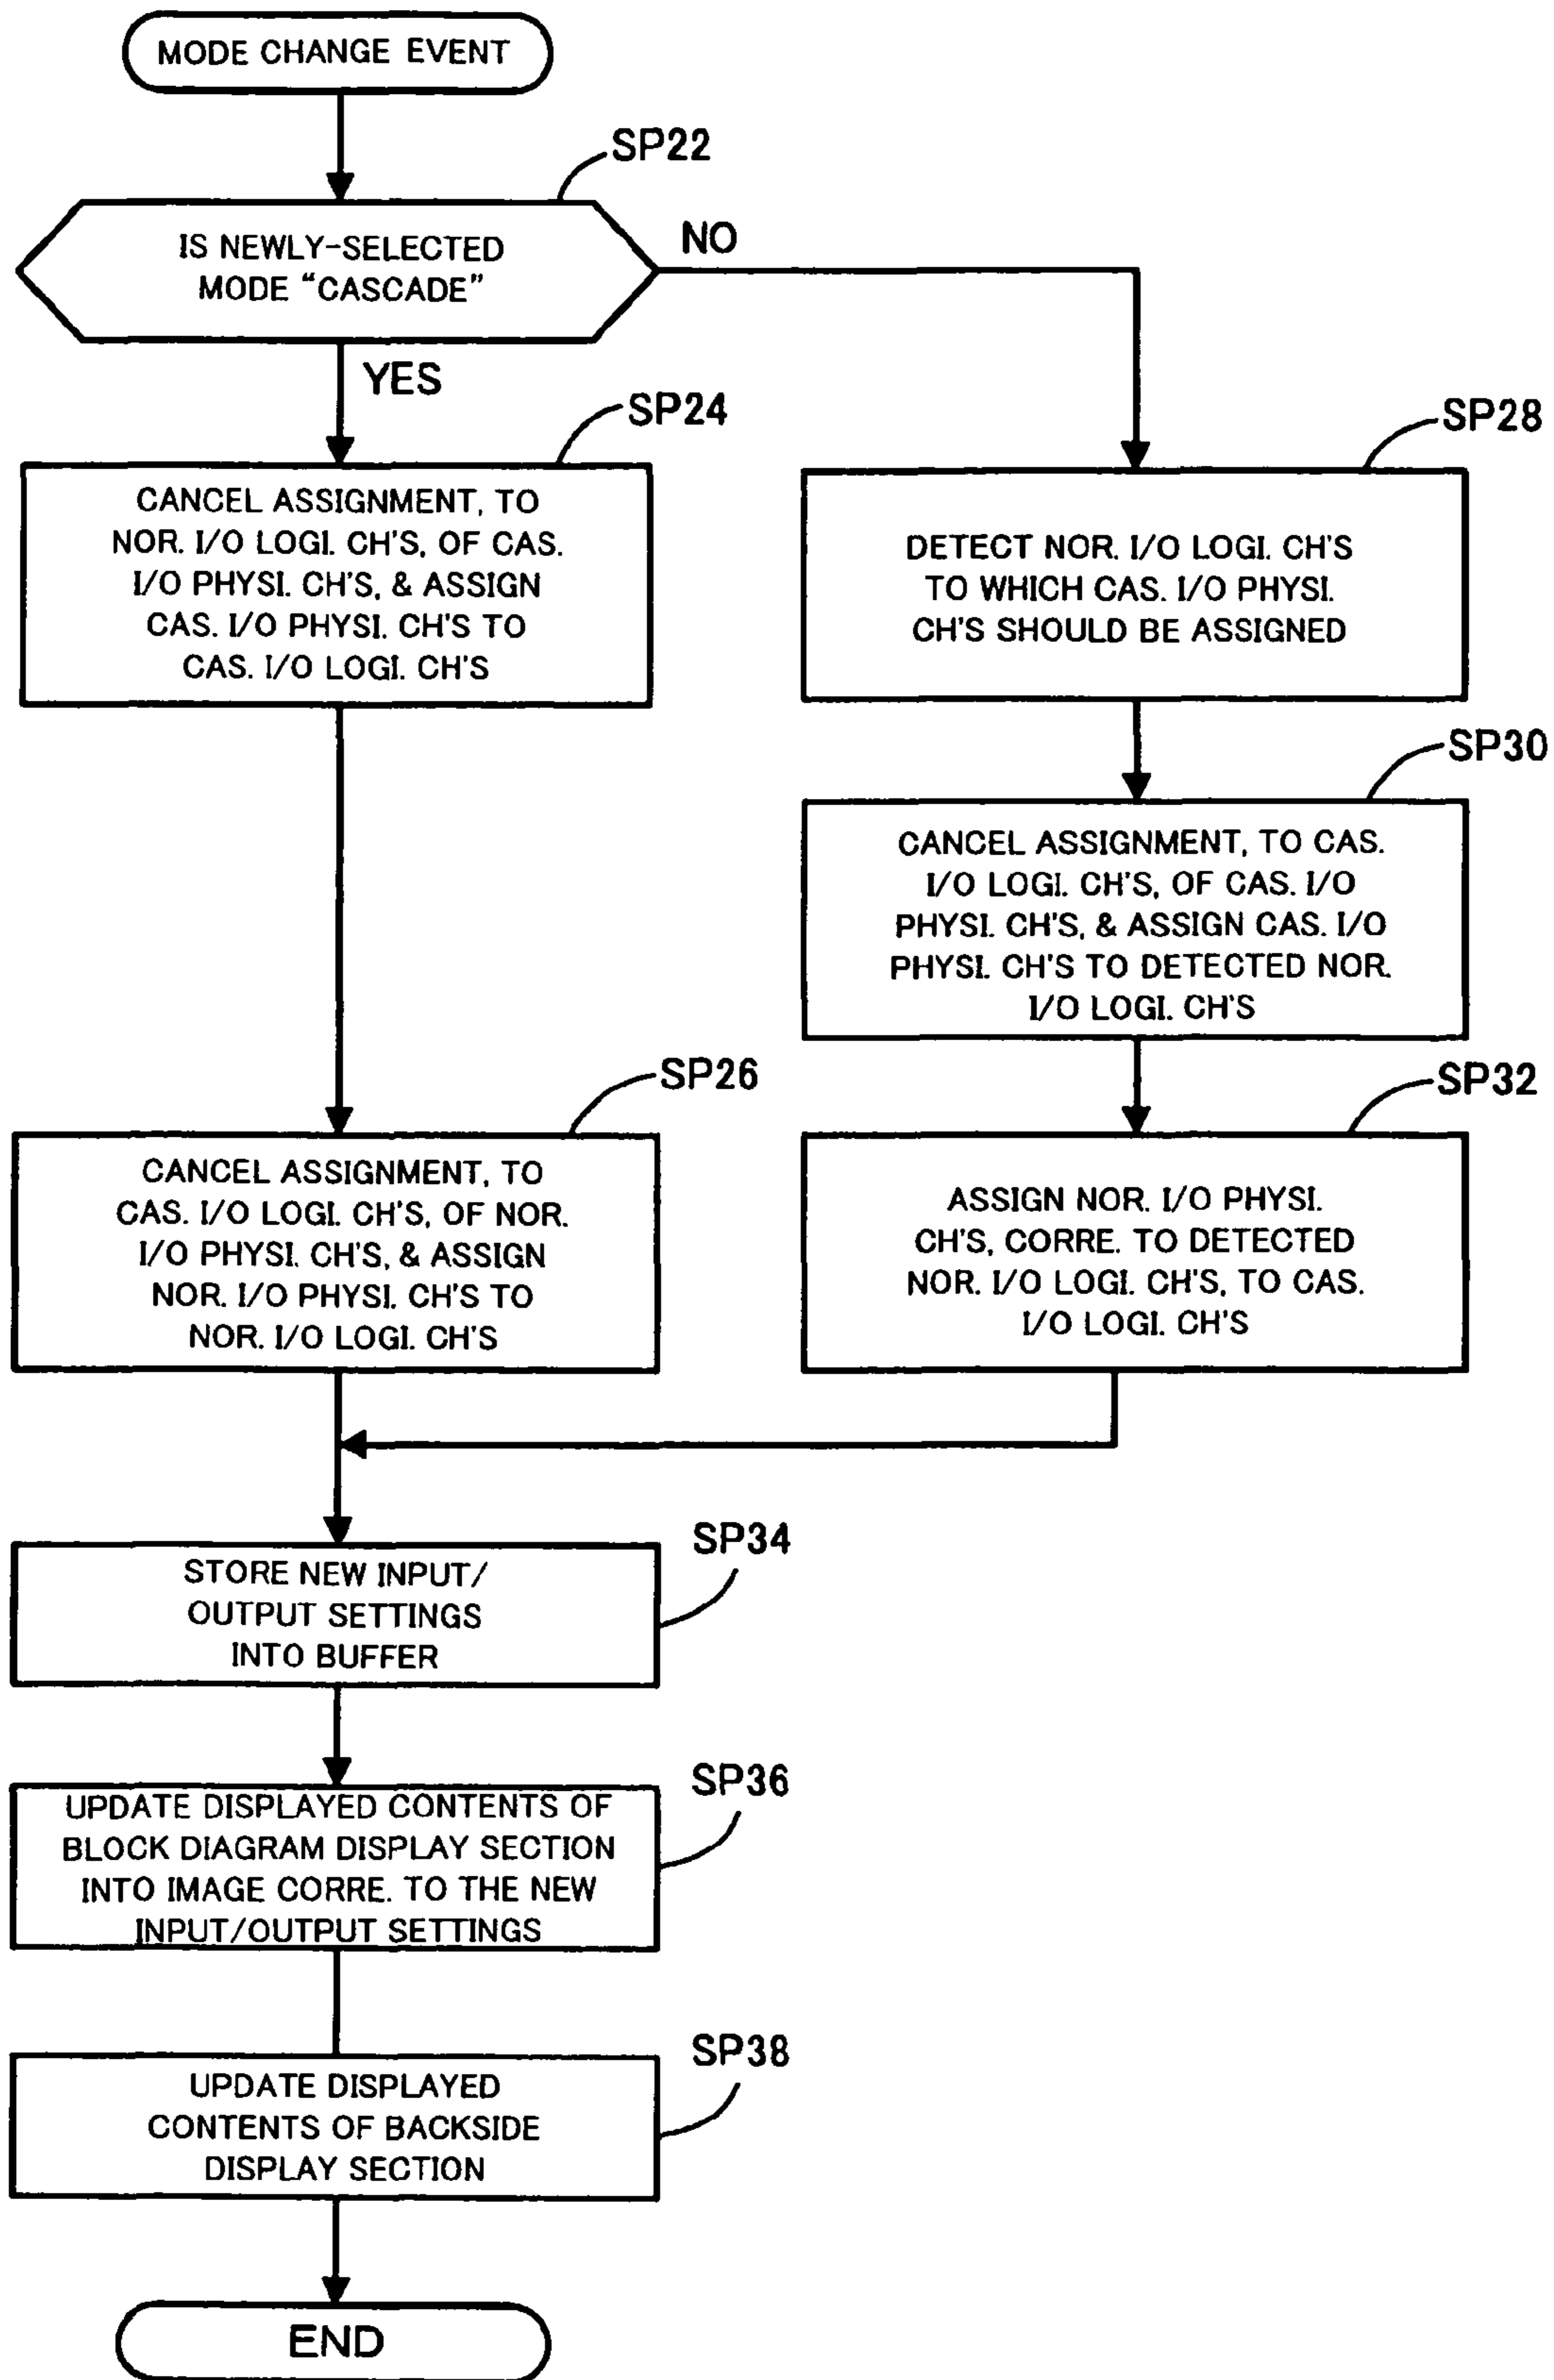 MODE CHANGE EVENT
SP22
IS NEWLY-SELECTED
MODE "CASCADE"
NO
YES
SP24
CANCEL ASSIGNMENT, TO
NOR. I/O LOGI. CH'S, OF CAS.
I/O PHYSI. CH'S, & ASSIGN
CAS. I/O PHYSI. CH'S TO
CAS. I/O LOGI. CH'S
SP28
DETECT NOR. I/O LOGI. CH'S
TO WHICH CAS. I/O PHYSI.
CH'S SHOULD BE ASSIGNED
SP30
CANCEL ASSIGNMENT, TO CAS.
I/O LOGI. CH'S, OF CAS. I/O
PHYSI. CH'S, & ASSIGN CAS. I/O
PHYSI. CH'S TO DETECTED NOR.
I/O LOGI. CH'S
SP26
CANCEL ASSIGNMENT, TO
CAS. I/O LOGI. CH'S, OF NOR.
I/O PHYSI. CH'S, & ASSIGN
NOR. I/O PHYSI. CH'S TO
NOR. I/O LOGI. CH'S
SP32
ASSIGN NOR. I/O PHYSI.
CH'S, CORRE. TO DETECTED
NOR. I/O LOGI. CH'S, TO CAS.
I/O LOGI. CH'S
SP34
STORE NEW INPUT/
OUTPUT SETTINGS
INTO BUFFER
SP36
UPDATE DISPLAYED CONTENTS OF
BLOCK DIAGRAM DISPLAY SECTION
INTO IMAGE CORRE. TO THE NEW
INPUT/OUTPUT SETTINGS
SP38
UPDATE DISPLAYED
CONTENTS OF BACKSIDE
DISPLAY SECTION
END